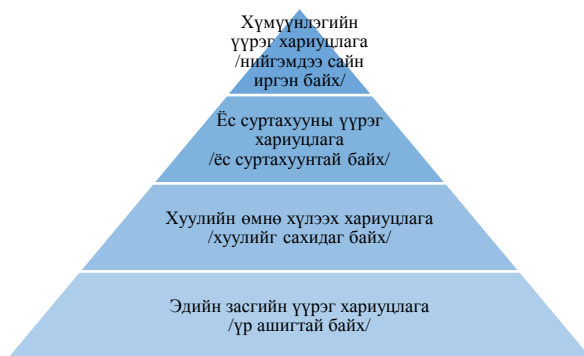 Хүмүүнлэгийн
үүрэг хариуцлага
/нийгэмдээ сайн
иргэн байх/
Ёс суртахууны үүрэг
хариуцлага
/ёс суртахуунтай байх/
Хуулийн өмнө хүлээх хариуцлага
/хуулийг сахидаг байх/
Эдийн засгийн үүрэг хариуцлага
/үр ашигтай байх/